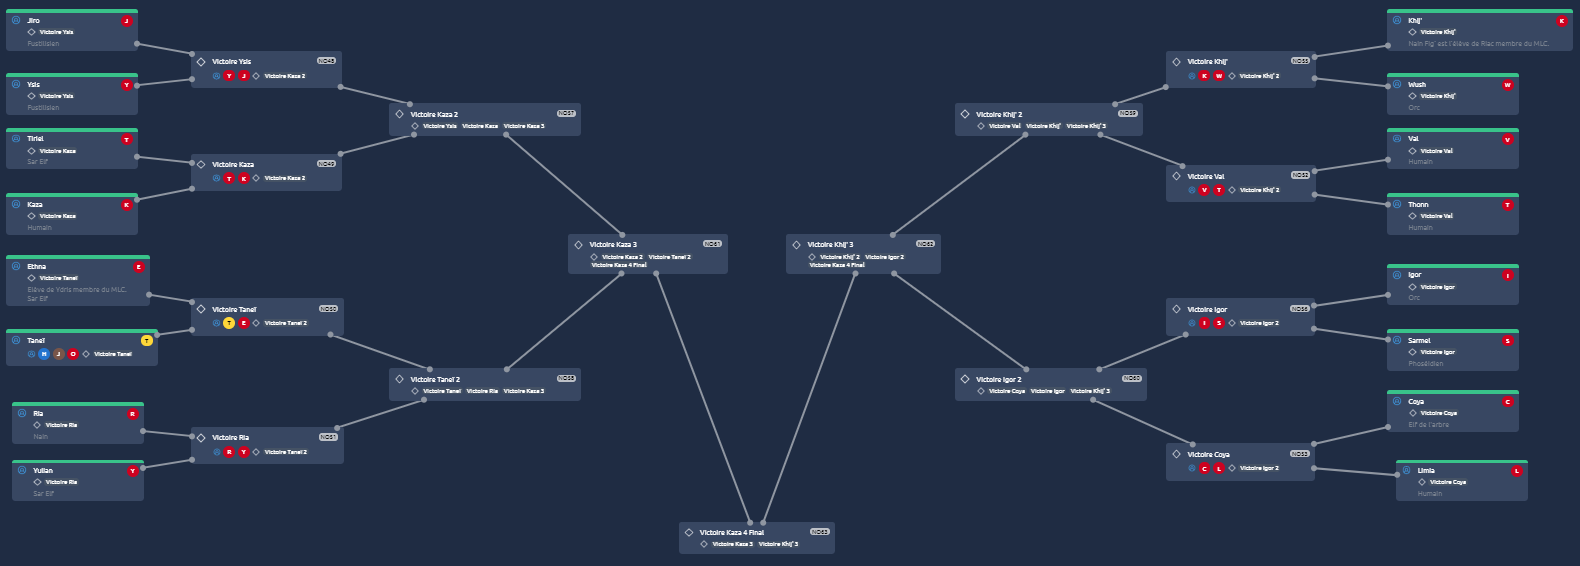 Jiro
J
Victoire Ysis
Fustilisien
Ysis
Y
Victoire Ysis
Fustilisien
Tiriel
T
Victoire Kaza
Sar Elf
Kaza
K
Victoire Kaza
Humain
Ethna
E
Victoire Taneï
Elève de Ydris membre du MLC.
Sar Elf
Taneï
T
J O Victoire Taneï
Ria
R
Victoire Ria
Nain
Yulian
Y
Victoire Ria
Sar Elf
Victoire Ysis
Y J Victoire Kaza 2
Victoire Kaza
T K Victoire Kaza 2
Victoire Taneï
T E Victoire Taneï 2
Victoire Ria
R Y Victoire Taneï 2
Victoire Kaza 2
Victoire Ysis Victoire Kaza Victoire Kaza 3
Victoire Taneï 2
Victoire Taneï Victoire Ria Victoire Kaza 3
Victoire Kaza 3
Victoire Kaza 2 Victoire Taneï 2
Victoire Kaza 4 Final
Victoire Kaza 4 Final
Victoire Kaza 3 Victoire Khij' 3
Victoire Khij' 3
Victoire Khij' 2 Victoire Igor 2
Victoire Kaza 4 Final
Victoire Khij' 2
Victoire Val Victoire Khij' Victoire Khij' 3
Victoire Igor 2
Victoire Coya Victoire Igor Victoire Khij' 3
Victoire Khij'
K W Victoire Khij' 2
Victoire Val
V T Victoire Khij' 2
Victoire Igor
I S Victoire Igor 2
Victoire Coya
C L Victoire Igor 2
Khij'
K
Victoire Khij'
Nain Fig' est l'élève de Riac membre du MLC.
Wush
W
Victoire Khij'
Orc
Val
V
Victoire Val
Humain
Thonn
T
Victoire Val
Humain
Igor
I
Victoire Igor
Orc
Sarmel
S
Victoire Igor
Phoséidien
Coya
C
Victoire Coya
Elf de l'arbre
Limia
L
Victoire Coya
Humain